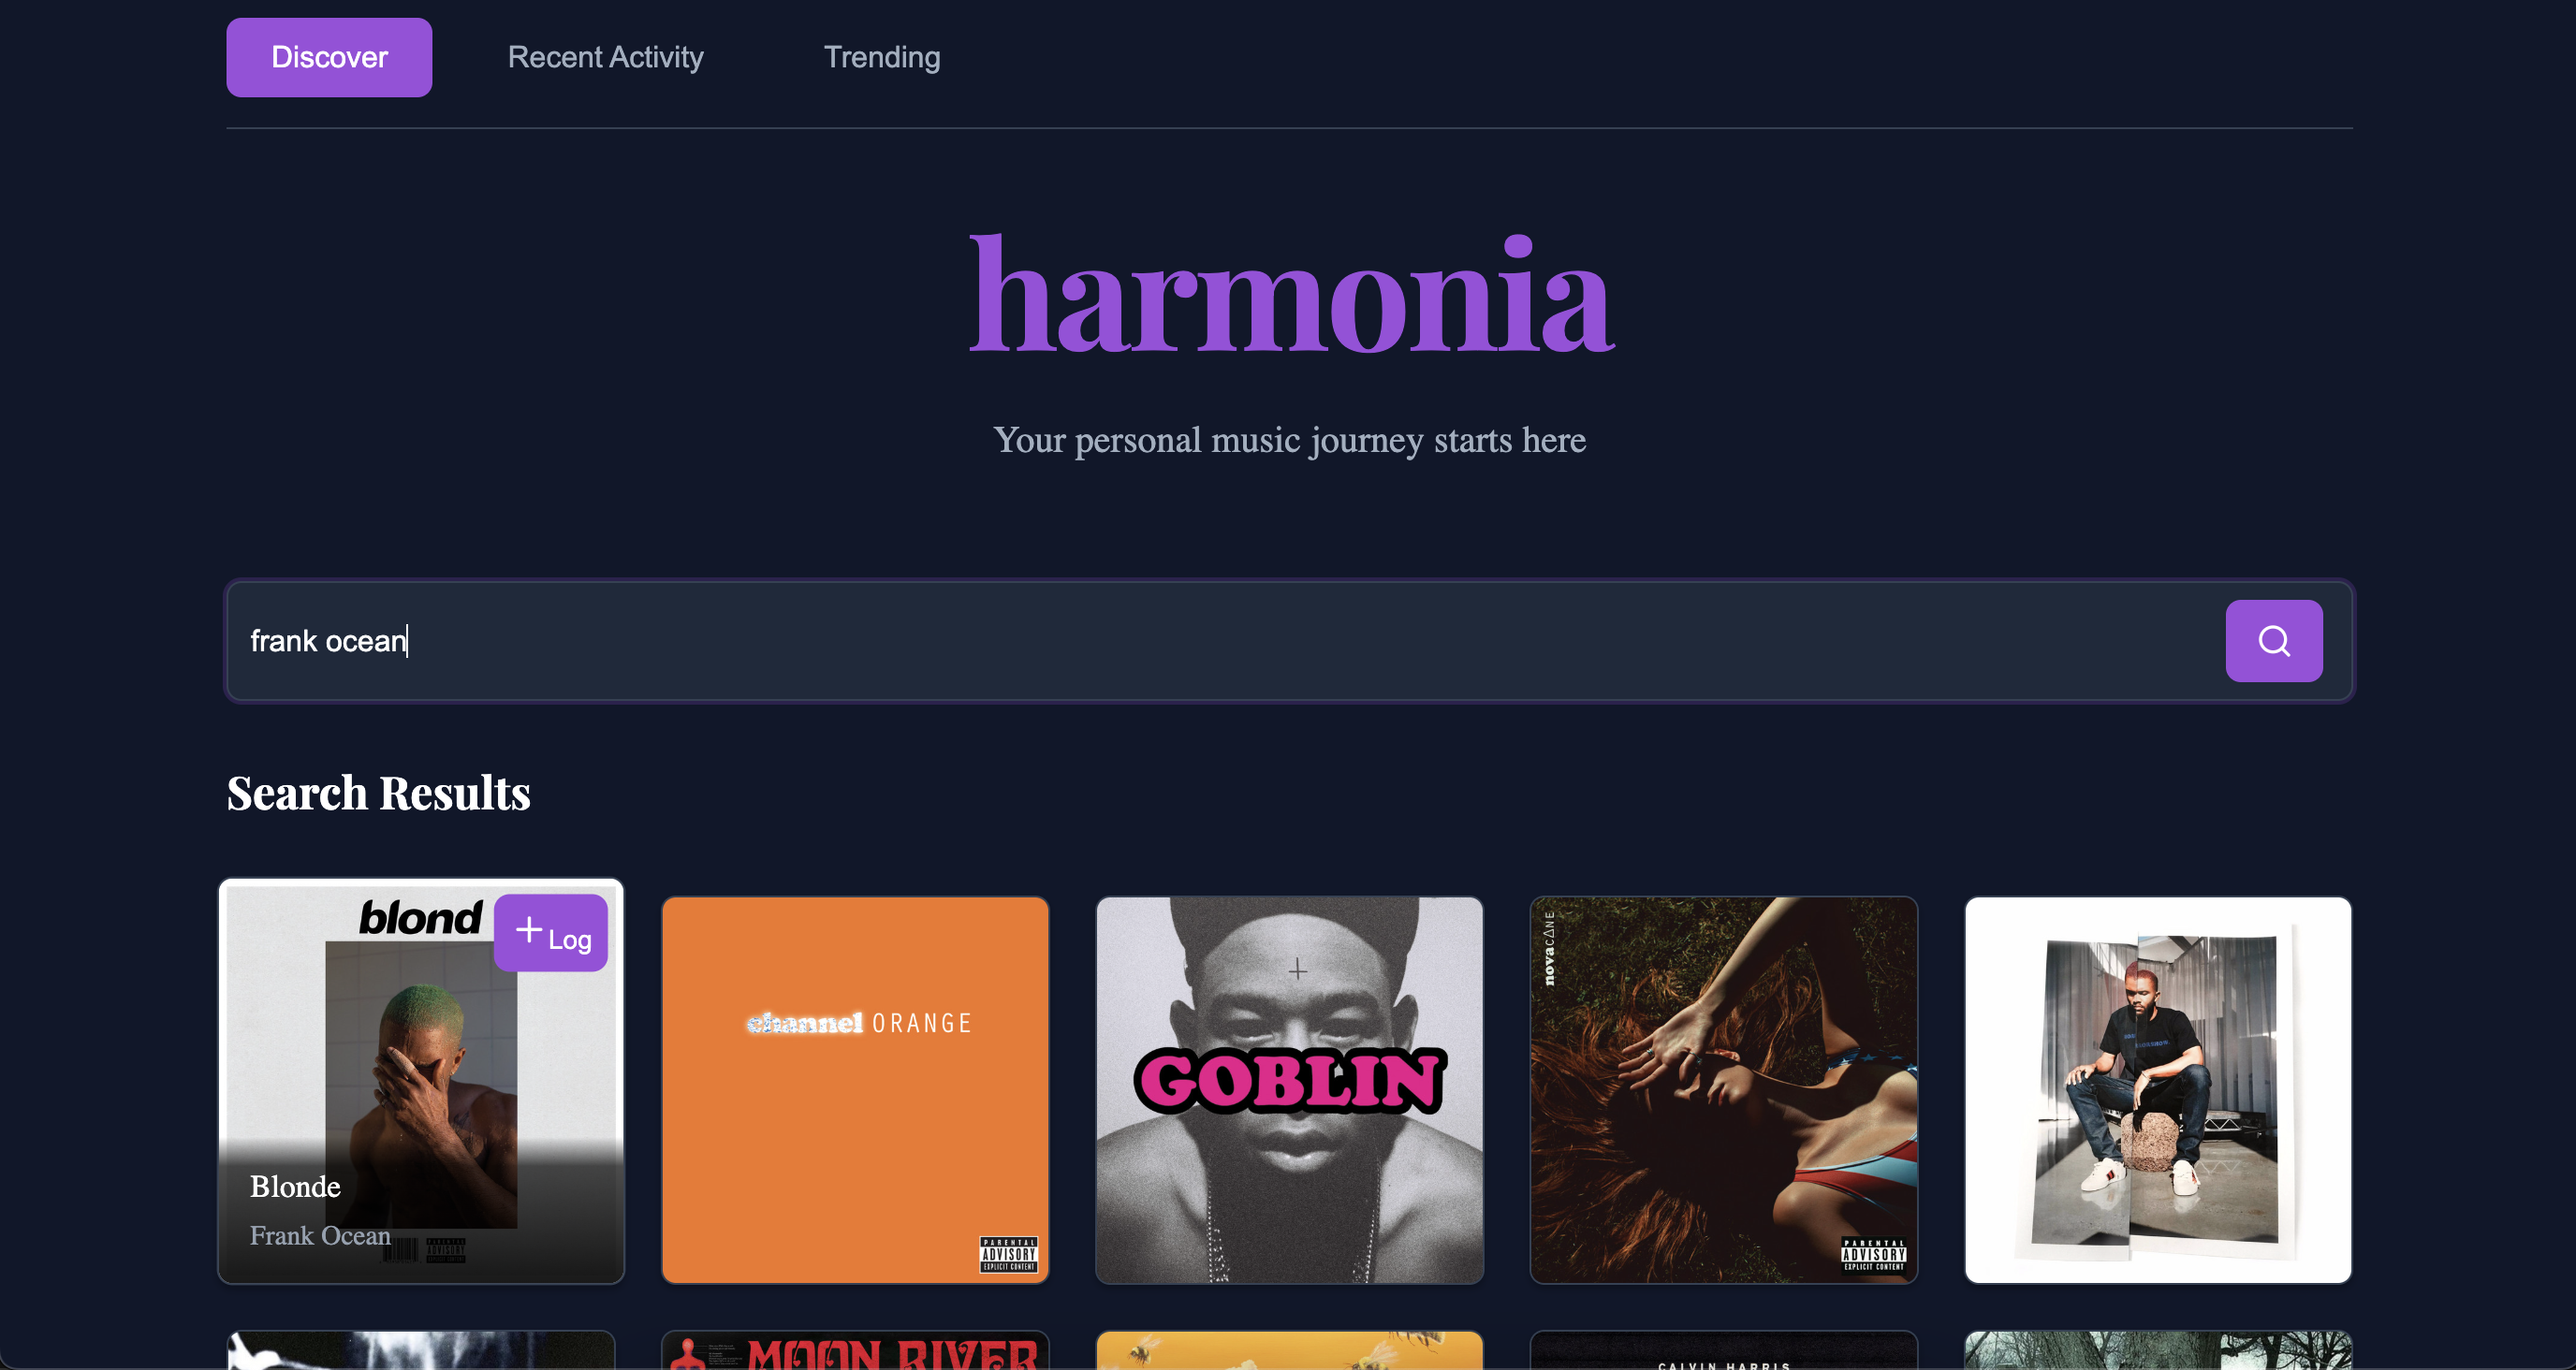 Discover
Recent Activity
Trending
harmonia
Your personal music journey starts here
frank ocean
Search Results
blond
+ Log
Blonde
Frank Ocean
channel ORANGE
PARENTAL
ADVISORY
EXPLICIT CONTENT
GOBLIN
novacΔNE
PARENTAL
ADVISORY
EXPLICIT CONTENT
MOON RIVER
CALVIN HARRIS